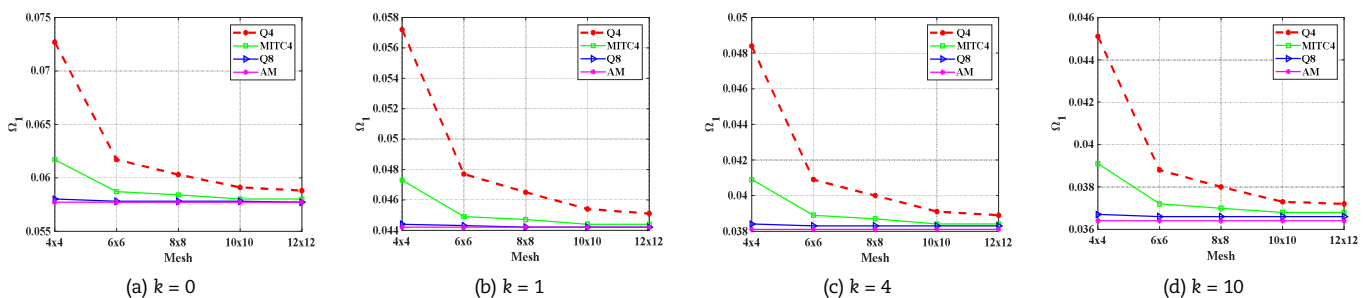 0.075
0.07
0.065
0.06
0.055
Ω1
4x4 6x6 8x8 10x10 12x12
Mesh
Q4
MITC4
Q8
AM
(a) k = 0
0.058
0.056
0.054
0.052
0.05
0.048
0.046
0.044
Ω1
4x4 6x6 8x8 10x10 12x12
Mesh
Q4
MITC4
Q8
AM
(b) k = 1
0.05
0.048
0.046
0.044
0.042
0.04
0.038
Ω1
4x4 6x6 8x8 10x10 12x12
Mesh
Q4
MITC4
Q8
AM
(c) k = 4
0.046
0.044
0.042
0.04
0.038
0.036
Ω1
4x4 6x6 8x8 10x10 12x12
Mesh
Q4
MITC4
Q8
AM
(d) k = 10